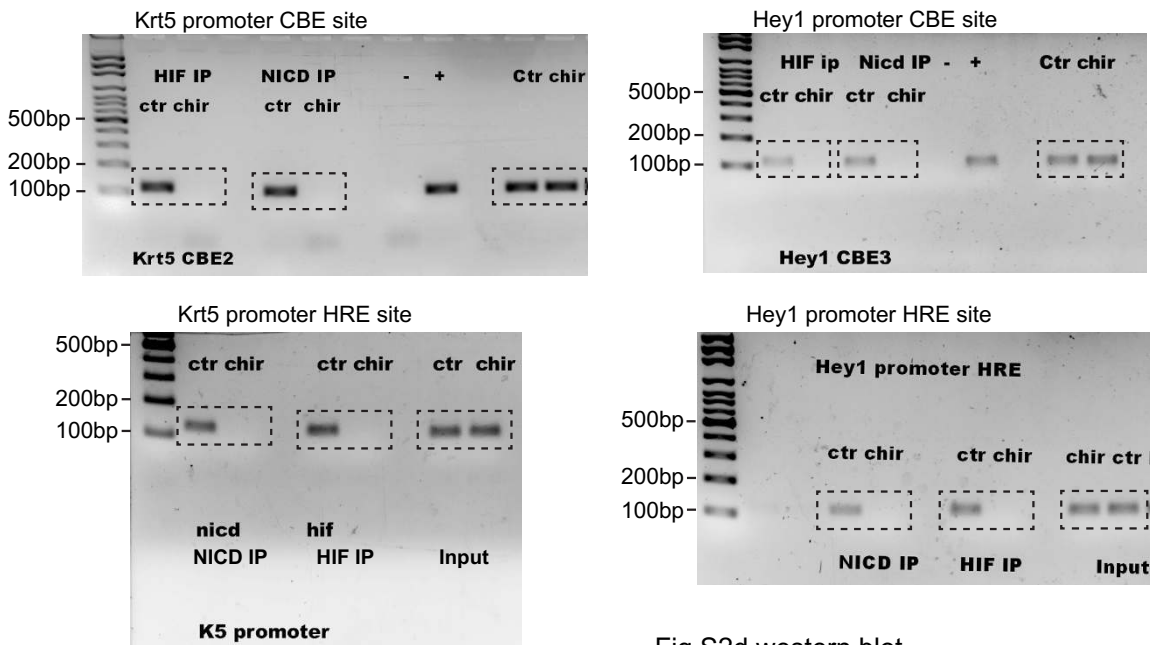 Krt5 promoter CBE site
HIF IP NICD IP - + Ctr chir
ctr chir ctr chir
500bp
200bp
100bp
Krt5 CBE2
Hey1 promoter CBE site
HIF ip Nicd IP - + Ctr chir
ctr chir ctr chir
500bp
200bp
100bp
Hey1 CBE3
Krt5 promoter HRE site
500bp
ctr chir ctr chir ctr chir
200bp
100bp
nicd hif
NICD IP HIF IP Input
K5 promoter
Hey1 promoter HRE site
Hey1 promoter HRE
500bp
ctr chir ctr chir chir ctr
200bp
100bp
NICD IP HIF IP Input
Fig S2d western blot